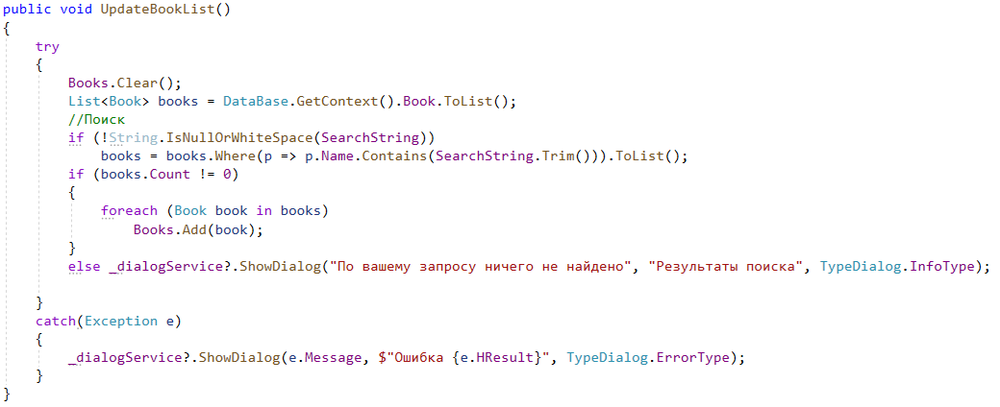 public void UpdateBookList()
{
try
{
Books.Clear();
List<Book> books = DataBase.GetContext().Book.ToList();
//Поиск
if (!String.IsNullOrWhiteSpace(SearchString))
books = books.Where(p => p.Name.Contains(SearchString.Trim())).ToList();
if (books.Count != 0)
{
foreach (Book book in books)
Books.Add(book);
}
else _dialogService?.ShowDialog("По вашему запросу ничего не найдено", "Результаты поиска", TypeDialog.InfoType);
}
catch(Exception e)
{
_dialogService?.ShowDialog(e.Message, $"Ошибка {e.HResult}", TypeDialog.ErrorType);
}
}